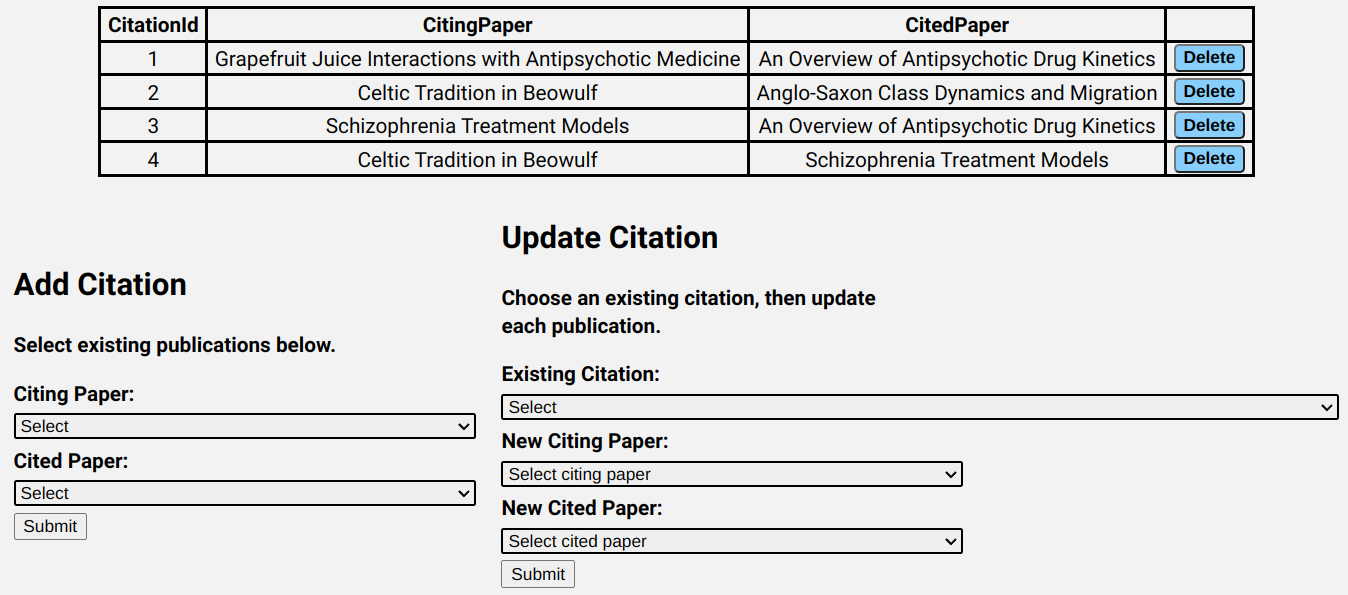 CitationId CitingPaper CitedPaper
1 Grapefruit Juice Interactions with Antipsychotic Medicine An Overview of Antipsychotic Drug Kinetics Delete
2 Celtic Tradition in Beowulf Anglo-Saxon Class Dynamics and Migration Delete
3 Schizophrenia Treatment Models An Overview of Antipsychotic Drug Kinetics Delete
4 Celtic Tradition in Beowulf Schizophrenia Treatment Models Delete
Add Citation
Select existing publications below.
Citing Paper:
Select
Cited Paper:
Select
Submit
Update Citation
Choose an existing citation, then update
each publication.
Existing Citation:
Select
New Citing Paper:
Select citing paper
New Cited Paper:
Select cited paper
Submit